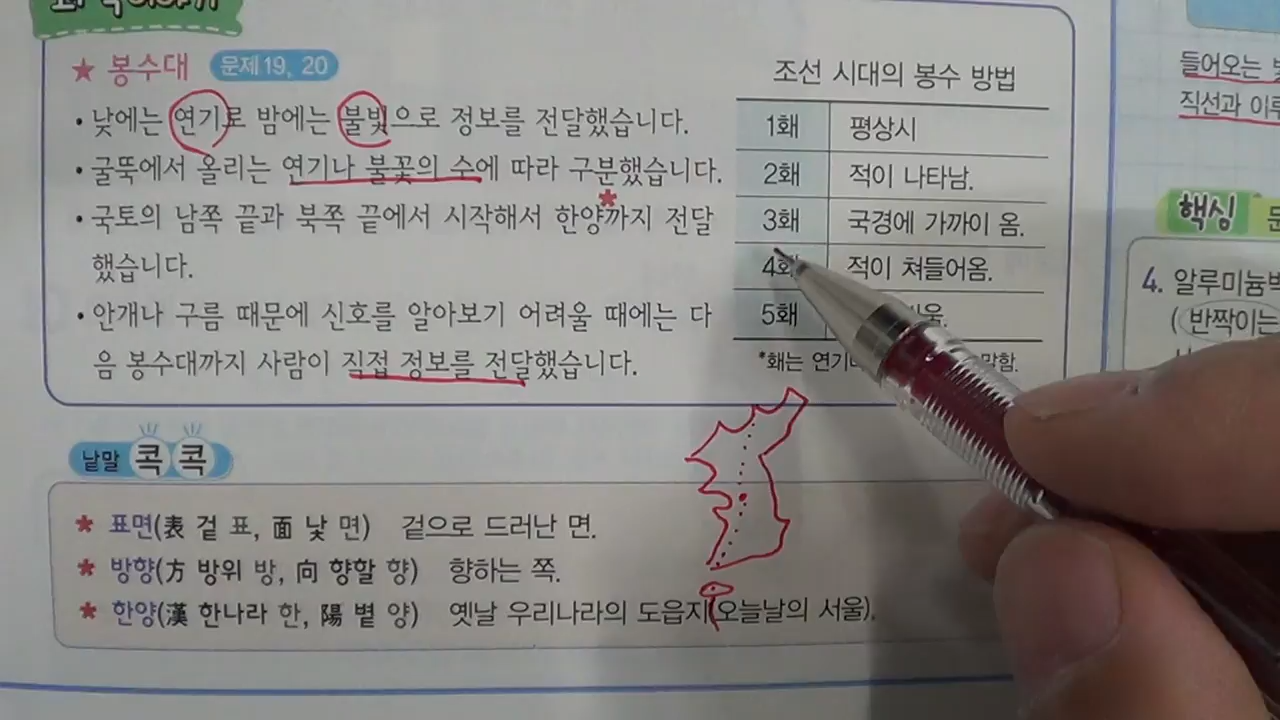 ★ 봉수대 문제 19, 20
• 낮에는 연기로 밤에는 불빛으로 정보를 전달했습니다.
• 굴뚝에서 올리는 연기나 불꽃의 수에 따라 구분했습니다.
• 국토의 남쪽 끝과 북쪽 끝에서 시작해서 한양*까지 전달
했습니다.
• 안개나 구름 때문에 신호를 알아보기 어려울 때에는 다
음 봉수대까지 사람이 직접 정보를 전달했습니다.
조선 시대의 봉수 방법
1홰 평상시
2홰 적이 나타남.
3홰 국경에 가까이 옴.
4홰 적이 쳐들어옴.
5홰
*홰는 말함.
낱말 콕콕
* 표면(表 겉 표, 面 낯 면) 겉으로 드러난 면.
* 방향(方 방위 방, 向 향할 향) 향하는 쪽.
* 한양(漢 한나라 한, 陽 볕 양) 옛날 우리나라의 도읍지(오늘날의 서울).
들어오는
직선과
핵심
4. 알루미늄
(반짝이는